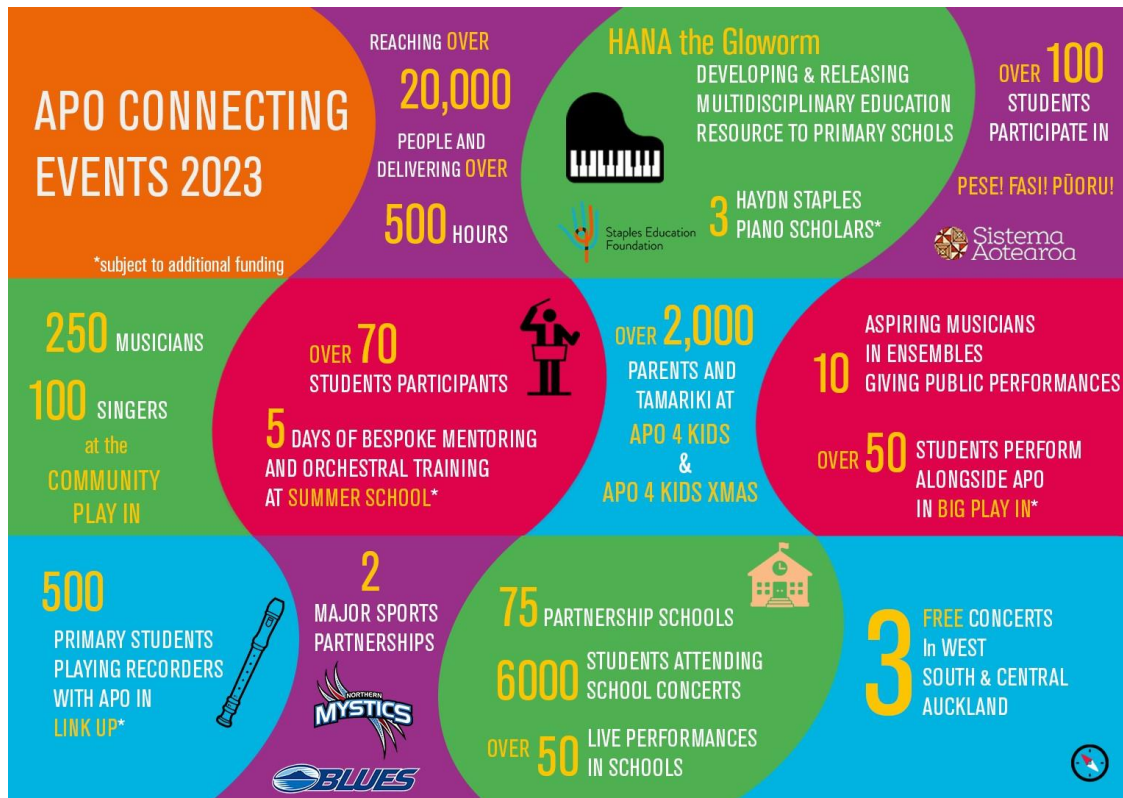 APO CONNECTING
EVENTS 2023
*subject to additional funding
REACHING OVER
20,000
PEOPLE AND
DELIVERING OVER
500 HOURS
HANA the Gloworm
DEVELOPING & RELEASING
MULTIDISCIPLINARY EDUCATION
RESOURCE TO PRIMARY SCHOLS
Staples Education
Foundation
3 HAYDN STAPLES
PIANO SCHOLARS*
OVER 100
STUDENTS
PARTICIPATE IN
PESE! FASI! PŪORU!
Sistema
Aotearoa
250 MUSICIANS
100 SINGERS
at the
COMMUNITY
PLAY IN
OVER 70
STUDENTS PARTICIPANTS
5 DAYS OF BESPOKE MENTORING
AND ORCHESTRAL TRAINING
AT SUMMER SCHOOL*
OVER 2,000
PARENTS AND
TAMARIKI AT
APO 4 KIDS
&
APO 4 KIDS XMAS
10 ASPIRING MUSICIANS
IN ENSEMBLES
GIVING PUBLIC PERFORMANCES
OVER 50 STUDENTS PERFORM
ALONGSIDE APO
IN BIG PLAY IN*
500
PRIMARY STUDENTS
PLAYING RECORDERS
WITH APO IN
LINK UP*
2
MAJOR SPORTS
PARTNERSHIPS
NORTHERN
MYSTICS
BLUES
75 PARTNERSHIP SCHOOLS
6000 STUDENTS ATTENDING
SCHOOL CONCERTS
OVER 50 LIVE PERFORMANCES
IN SCHOOLS
3 FREE CONCERTS
In WEST
SOUTH & CENTRAL
AUCKLAND